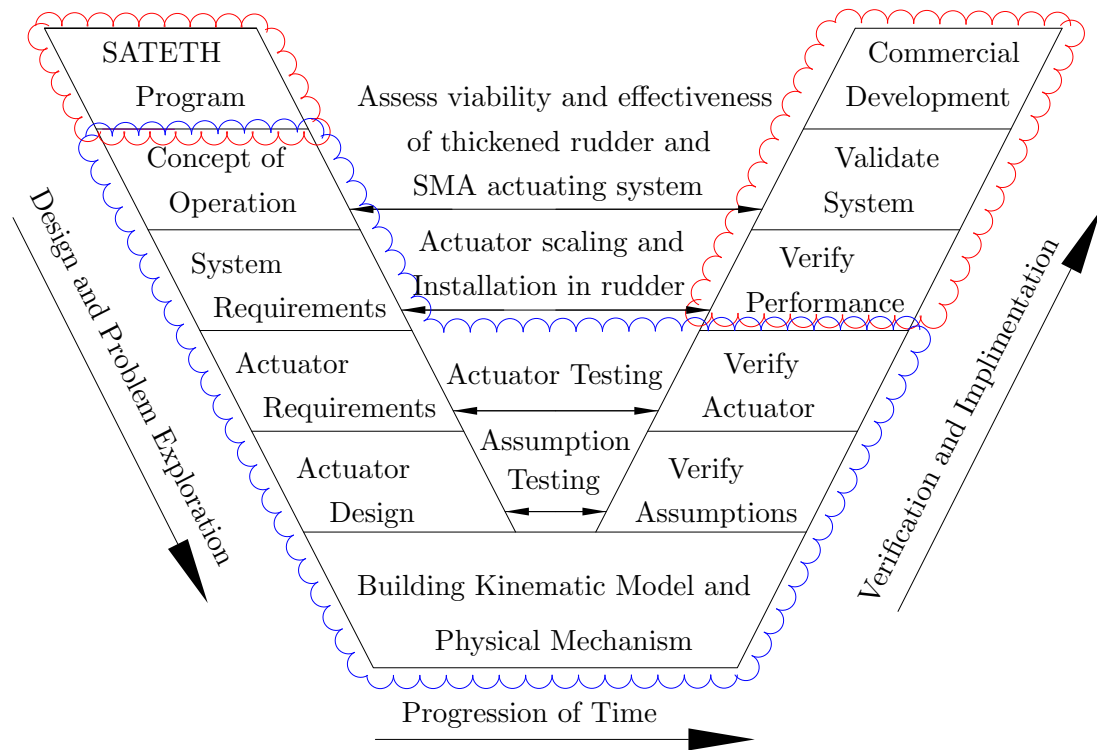 SATETH
Program
Concept of
Operation
System
Requirements
Actuator
Requirements
Actuator
Design
Building Kinematic Model and
Physical Mechanism
Assess viability and effectiveness
of thickened rudder and
SMA actuating system
Actuator scaling and
Installation in rudder
Actuator Testing
Assumption
Testing
Commercial
Development
Validate
System
Verify
Performance
Verify
Actuator
Verify
Assumptions
Design and Problem Exploration
Verification and Implimentation
Progression of Time